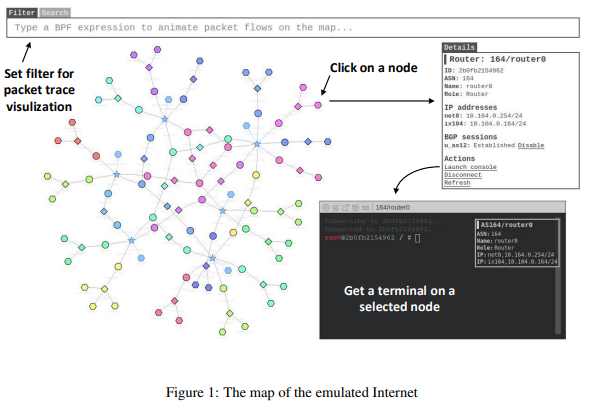 Filter Search
Type a BPF expression to animate packet flows on the map...
Set filter for
packet trace
visulization
Click on a node
Details
Router: 164/router0
ID: 2b0fb2154962
ASN: 164
Name: router0
Role: Router
IP addresses
net0: 10.164.0.254/24
ix104: 10.104.0.164/24
BGP sessions
u_as12: Established Disable
Actions
Launch console
Disconnect
Refresh
164/router0
Connecting to 2b0fb2154962...
Connected to 2b0fb2154962.
root@2b0fb2154962 / #
AS164/router0
ASN: 164
Name: router0
Role: Router
IP: net0,10.164.0.254/24
IP: ix104,10.104.0.164/24
Get a terminal on a
selected node
Figure 1: The map of the emulated Internet